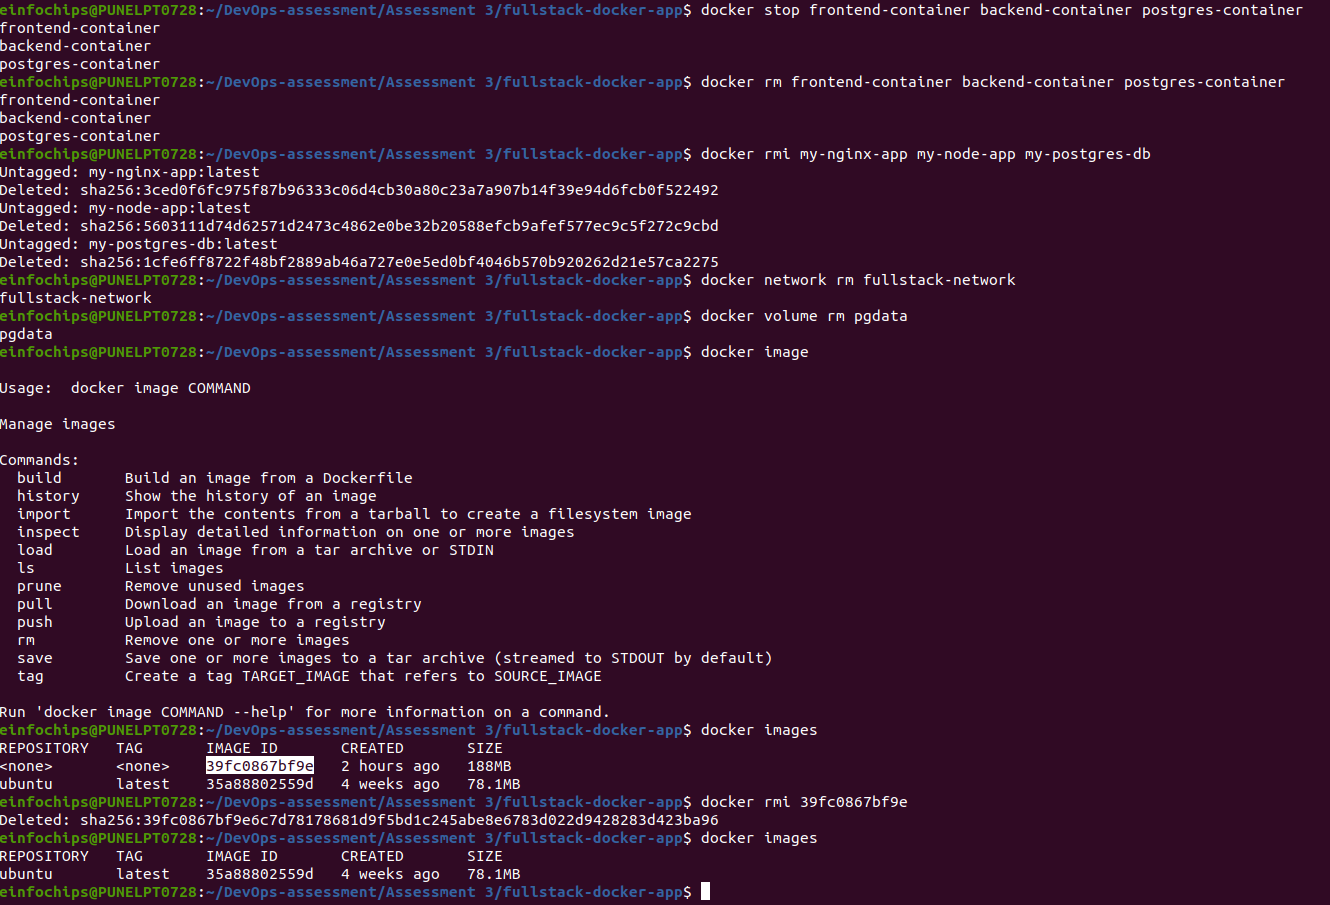 einfochips@PUNELPT0728:~/DevOps-assessment/Assessment 3/fullstack-docker-app$ docker stop frontend-container backend-container postgres-container
frontend-container
backend-container
postgres-container
einfochips@PUNELPT0728:~/DevOps-assessment/Assessment 3/fullstack-docker-app$ docker rm frontend-container backend-container postgres-container
frontend-container
backend-container
postgres-container
einfochips@PUNELPT0728:~/DevOps-assessment/Assessment 3/fullstack-docker-app$ docker rmi my-nginx-app my-node-app my-postgres-db
Untagged: my-nginx-app:latest
Deleted: sha256:3ced0f6fc975f87b96333c06d4cb30a80c23a7a907b14f39e94d6fcb0f522492
Untagged: my-node-app:latest
Deleted: sha256:5603111d74d62571d2473c4862e0be32b20588efcb9afef577ec9c5f272c9cbd
Untagged: my-postgres-db:latest
Deleted: sha256:1cfe6ff8722f48bf2889ab46a727e0e5ed0bf4046b570b920262d21e57ca2275
einfochips@PUNELPT0728:~/DevOps-assessment/Assessment 3/fullstack-docker-app$ docker network rm fullstack-network
fullstack-network
einfochips@PUNELPT0728:~/DevOps-assessment/Assessment 3/fullstack-docker-app$ docker volume rm pgdata
pgdata
einfochips@PUNELPT0728:~/DevOps-assessment/Assessment 3/fullstack-docker-app$ docker image
Usage:  docker image COMMAND
Manage images
Commands:
  build       Build an image from a Dockerfile
  history     Show the history of an image
  import      Import the contents from a tarball to create a filesystem image
  inspect     Display detailed information on one or more images
  load        Load an image from a tar archive or STDIN
  ls          List images
  prune       Remove unused images
  pull        Download an image from a registry
  push        Upload an image to a registry
  rm          Remove one or more images
  save        Save one or more images to a tar archive (streamed to STDOUT by default)
  tag         Create a tag TARGET_IMAGE that refers to SOURCE_IMAGE
Run 'docker image COMMAND --help' for more information on a command.
einfochips@PUNELPT0728:~/DevOps-assessment/Assessment 3/fullstack-docker-app$ docker images
REPOSITORY   TAG       IMAGE ID       CREATED       SIZE
<none>       <none>    39fc0867bf9e   2 hours ago   188MB
ubuntu       latest    35a88802559d   4 weeks ago   78.1MB
einfochips@PUNELPT0728:~/DevOps-assessment/Assessment 3/fullstack-docker-app$ docker rmi 39fc0867bf9e
Deleted: sha256:39fc0867bf9e6c7d78178681d9f5bd1c245abe8e6783d022d9428283d423ba96
einfochips@PUNELPT0728:~/DevOps-assessment/Assessment 3/fullstack-docker-app$ docker images
REPOSITORY   TAG       IMAGE ID       CREATED       SIZE
ubuntu       latest    35a88802559d   4 weeks ago   78.1MB
einfochips@PUNELPT0728:~/DevOps-assessment/Assessment 3/fullstack-docker-app$